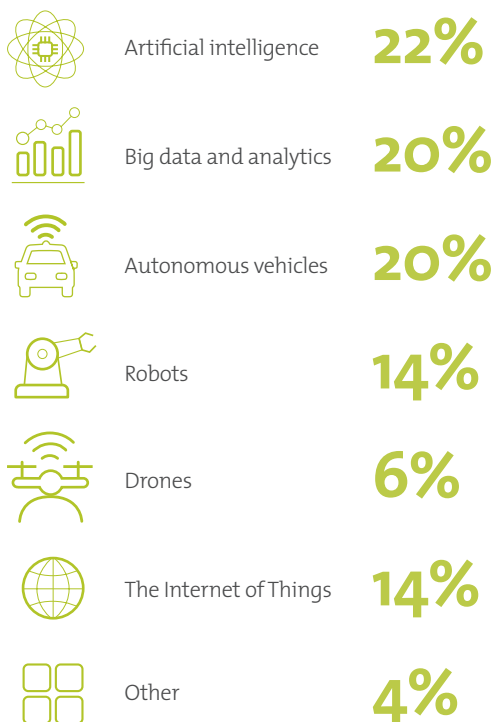 Artificial intelligence 22%
Big data and analytics 20%
Autonomous vehicles 20%
Robots 14%
Drones 6%
The Internet of Things 14%
Other 4%